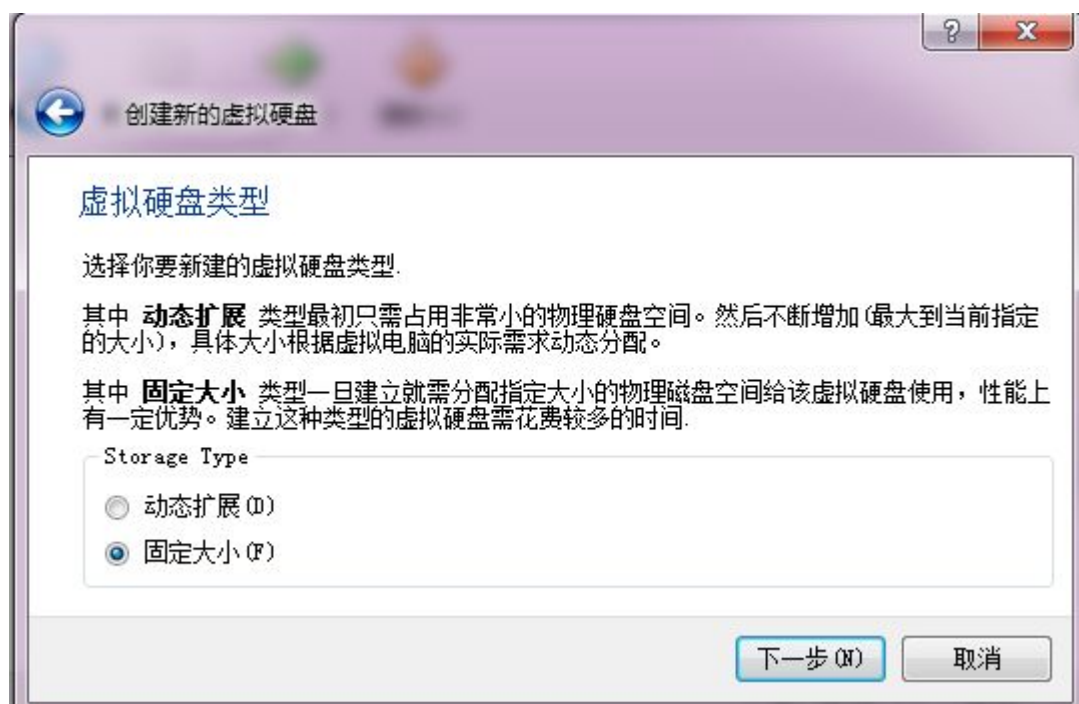 创建新的虚拟硬盘
虚拟硬盘类型
选择你要新建的虚拟硬盘类型.
其中 动态扩展 类型最初只需占用非常小的物理硬盘空间。然后不断增加(最大到当前指定
的大小)，具体大小根据虚拟电脑的实际需求动态分配。
其中 固定大小 类型一旦建立就需分配指定大小的物理磁盘空间给该虚拟硬盘使用，性能上
有一定优势。建立这种类型的虚拟硬盘需花费较多的时间.
Storage Type
动态扩展(D)
固定大小(F)
下一步(N)
取消